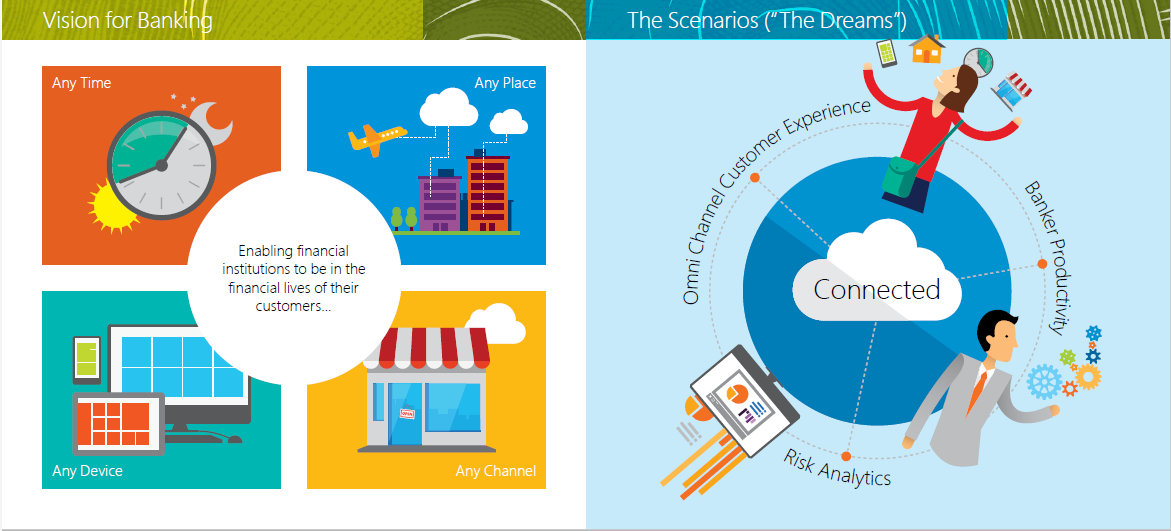 Vision for Banking
Any Time
Any Place
Enabling financial
institutions to be in the
financial lives of their
customers...
Any Device
Any Channel
OPEN
The Scenarios (“The Dreams”)
Omni Channel Customer Experience
Banker Productivity
Connected
Risk Analytics